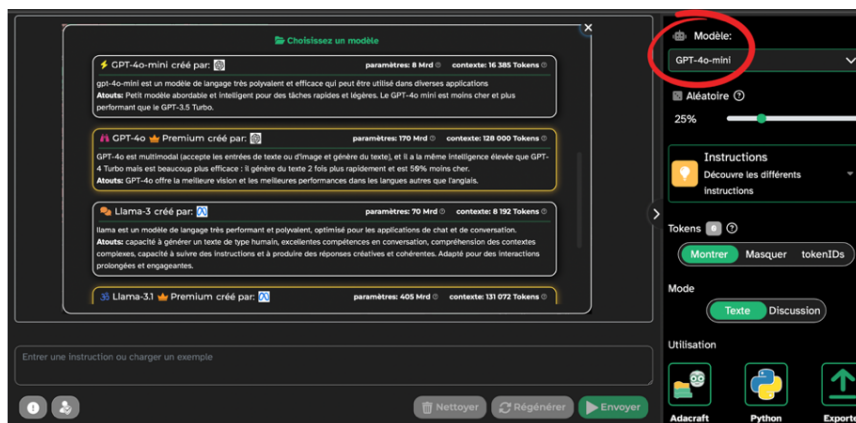 Choisissez un modèle
GPT-4o-mini créé par: paramètres: 8 Mrd contexte: 16 385 Tokens
gpt-4o-mini est un modèle de langage très polyvalent et efficace qui peut être utilisé dans diverses applications
Atouts: Petit modèle abordable et intelligent pour des tâches rapides et légères. Le GPT-4o mini est moins cher et plus
performant que le GPT-3.5 Turbo.
GPT-4o Premium créé par: paramètres: 170 Mrd contexte: 128 000 Tokens
GPT-4o est multimodal (accepte les entrées de texte ou d'image et génère du texte), et il a la même intelligence élevée que GPT-
4 Turbo mais est beaucoup plus efficace : il génère du texte 2 fois plus rapidement et est 50% moins cher.
Atouts: GPT-4o offre la meilleure vision et les meilleures performances dans les langues autres que l'anglais.
Llama-3 créé par: paramètres: 70 Mrd contexte: 8 192 Tokens
llama est un modèle de langage très performant et polyvalent, optimisé pour les applications de chat et de conversation.
Atouts: capacité à générer un texte de type humain, excellentes compétences en conversation, compréhension des contextes
complexes, capacité à suivre des instructions et à produire des réponses créatives et cohérentes. Adapté pour des interactions
prolongées et engageantes.
Llama-3.1 Premium créé par: paramètres: 405 Mrd contexte: 131 072 Tokens
Entrer une instruction ou charger un exemple
Nettoyer
Régénérer
Envoyer
Modèle:
GPT-4o-mini
Aléatoire
25%
Instructions
Découvre les différents
instructions
Tokens 0
Montrer Masquer tokenIDs
Mode
Texte Discussion
Utilisation
Adacraft Python Exporte